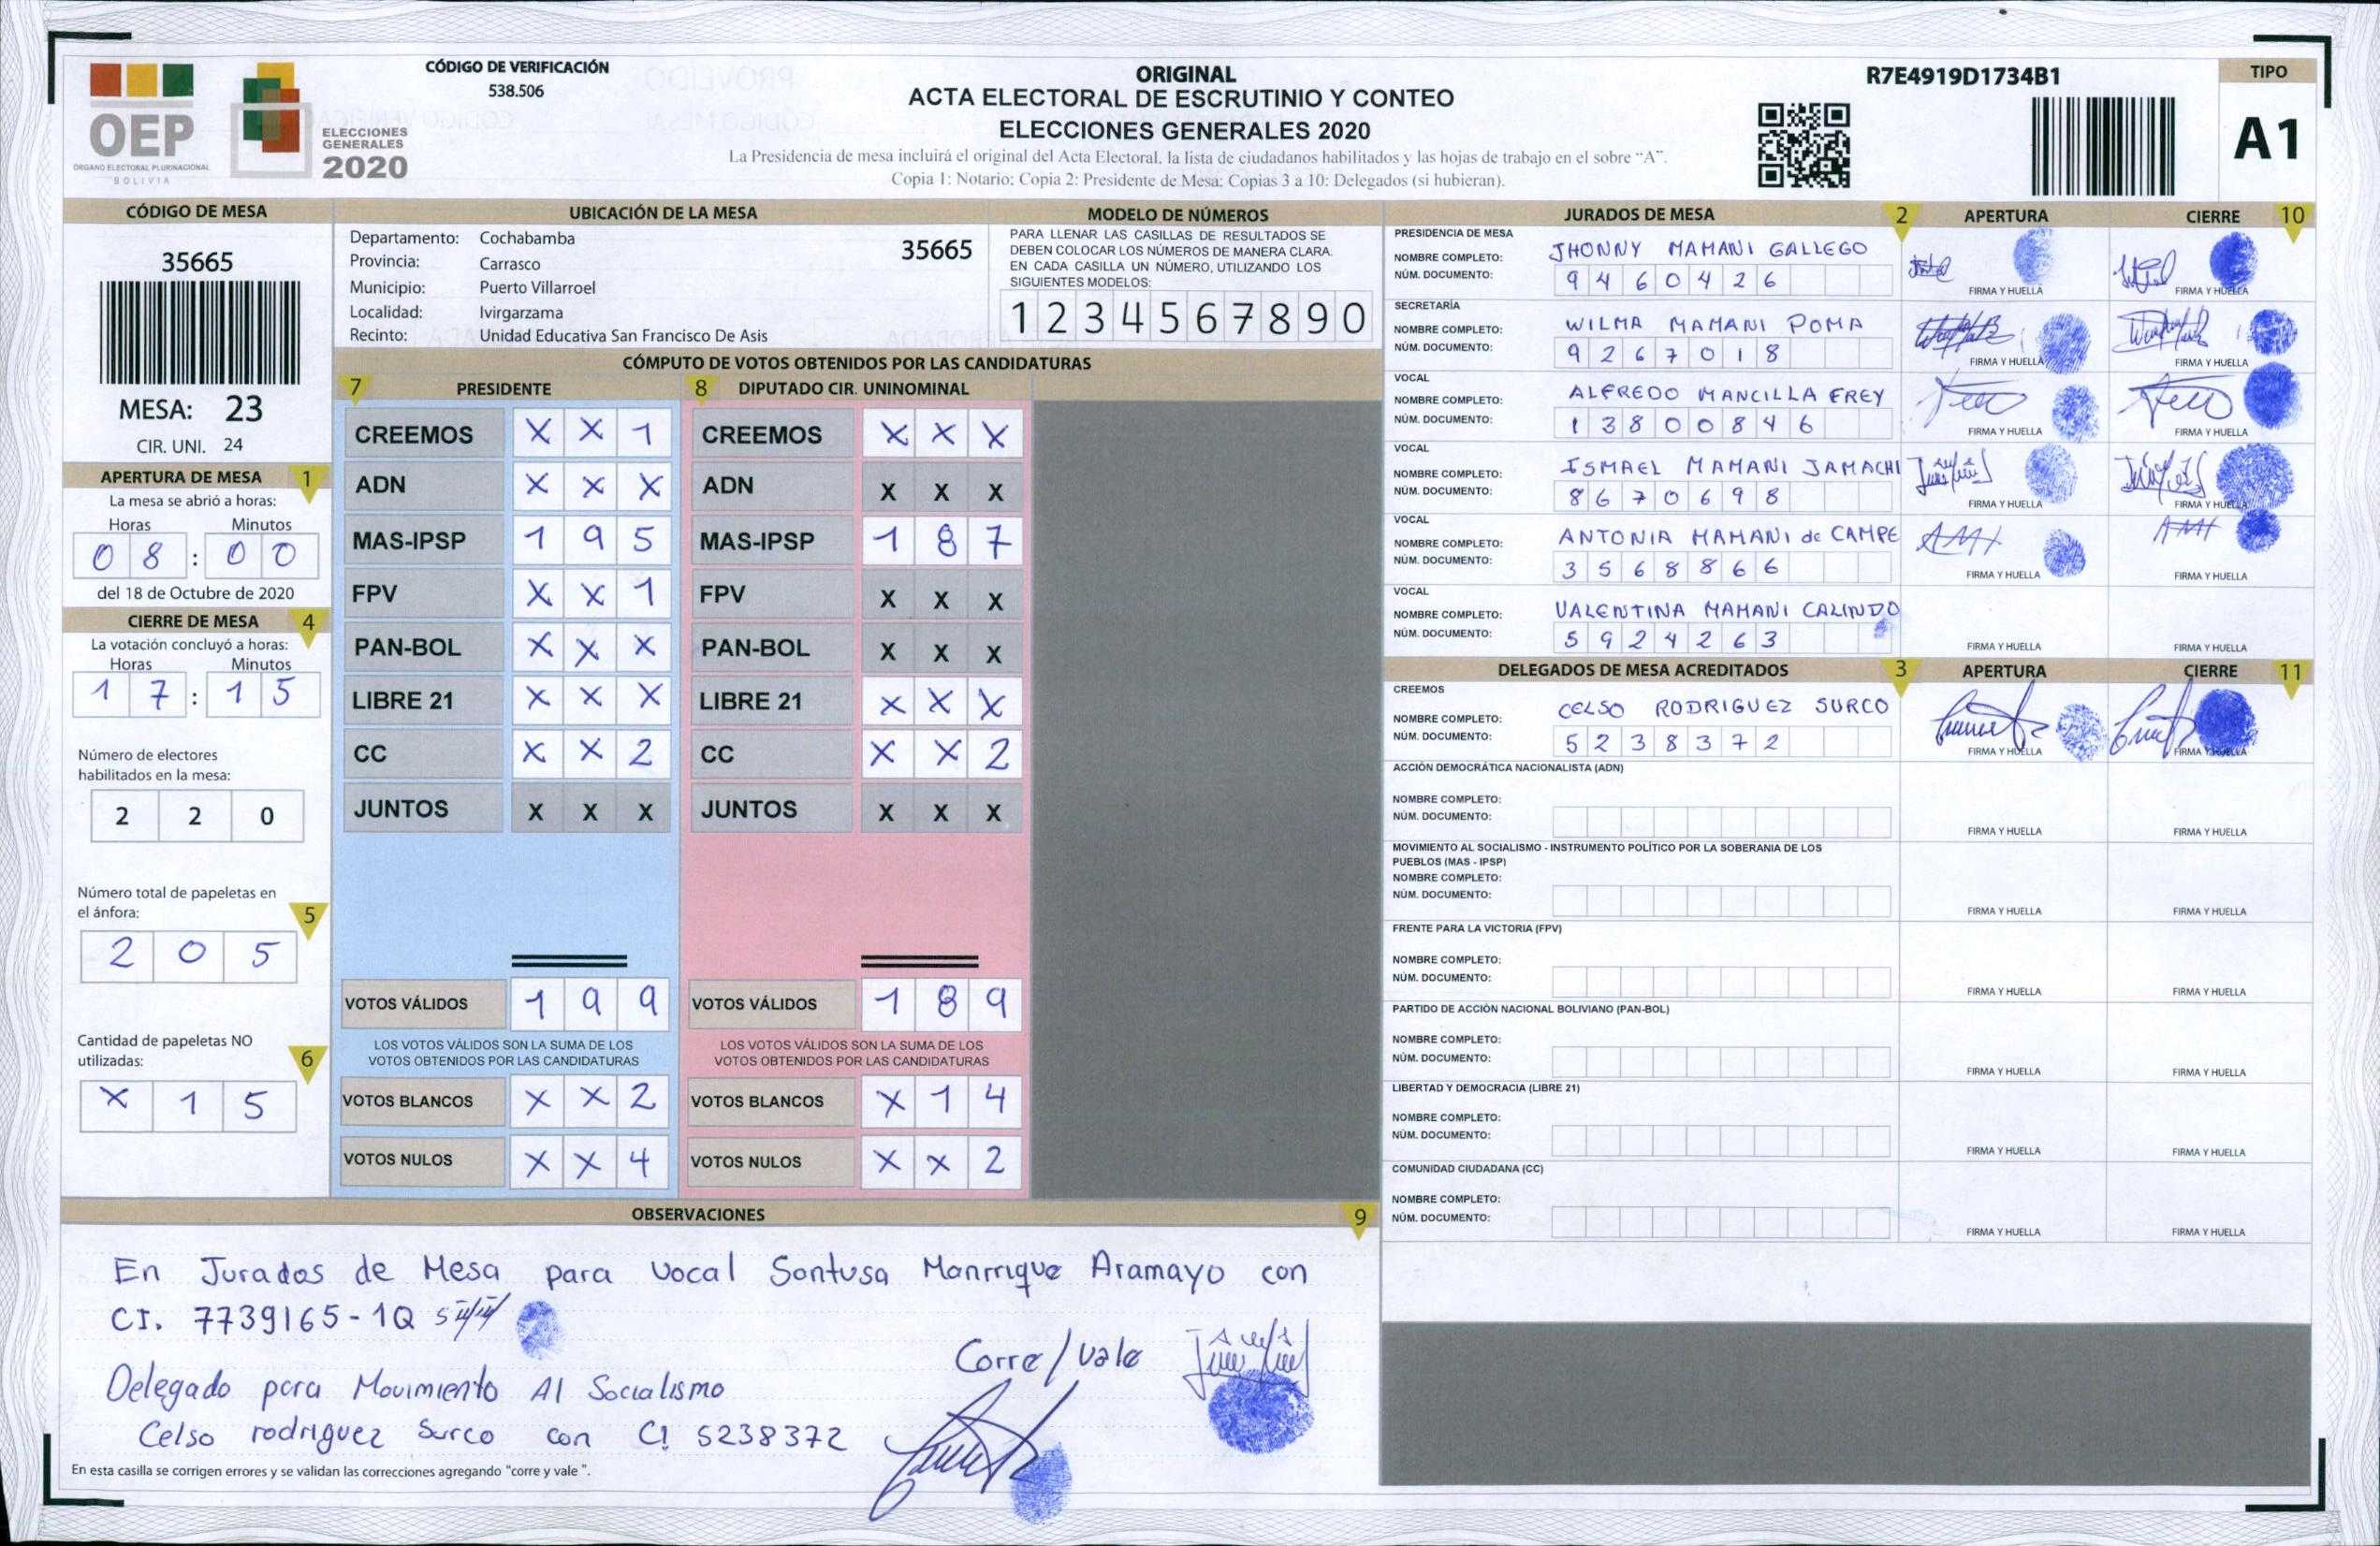 OEP
ÓRGANO ELECTORAL PLURINACIONAL
BOLIVIA
ELECCIONES
GENERALES
2020
CÓDIGO DE VERIFICACIÓN
538.506
ORIGINAL
ACTA ELECTORAL DE ESCRUTINIO Y CONTEO
ELECCIONES GENERALES 2020
La Presidencia de mesa incluirá el original del Acta Electoral, la lista de ciudadanos habilitados y las hojas de trabajo en el sobre "A".
Copia 1: Notario; Copia 2: Presidente de Mesa; Copias 3 a 10: Delegados (si hubieran).
R7E4919D1734B1
TIPO
A1
CÓDIGO DE MESA
35665
MESA: 23
CIR. UNI. 24
APERTURA DE MESA 1
La mesa se abrió a horas:
Horas Minutos
0 8 : 0 0
del 18 de Octubre de 2020
CIERRE DE MESA 4
La votación concluyó a horas:
Horas Minutos
1 7 : 1 5
Número de electores
habilitados en la mesa:
2 2 0
Número total de papeletas en
el ánfora: 5
2 0 5
Cantidad de papeletas NO
utilizadas: 6
X 1 5
UBICACIÓN DE LA MESA
Departamento: Cochabamba 35665
Provincia: Carrasco
Municipio: Puerto Villarroel
Localidad: Ivirgarzama
Recinto: Unidad Educativa San Francisco De Asis
MODELO DE NÚMEROS
PARA LLENAR LAS CASILLAS DE RESULTADOS SE
DEBEN COLOCAR LOS NÚMEROS DE MANERA CLARA.
EN CADA CASILLA UN NÚMERO, UTILIZANDO LOS
SIGUIENTES MODELOS:
1 2 3 4 5 6 7 8 9 0
CÓMPUTO DE VOTOS OBTENIDOS POR LAS CANDIDATURAS
7 PRESIDENTE 8 DIPUTADO CIR. UNINOMINAL
CREEMOS X X 1 CREEMOS X X X
ADN X X X ADN X X X
MAS-IPSP 1 9 5 MAS-IPSP 1 8 7
FPV X X 1 FPV X X X
PAN-BOL X X X PAN-BOL X X X
LIBRE 21 X X X LIBRE 21 X X X
CC X X 2 CC X X 2
JUNTOS X X X JUNTOS X X X
VOTOS VÁLIDOS 1 9 9 VOTOS VÁLIDOS 1 8 9
LOS VOTOS VÁLIDOS SON LA SUMA DE LOS LOS VOTOS VÁLIDOS SON LA SUMA DE LOS
VOTOS OBTENIDOS POR LAS CANDIDATURAS VOTOS OBTENIDOS POR LAS CANDIDATURAS
VOTOS BLANCOS X X 2 VOTOS BLANCOS X 1 4
VOTOS NULOS X X 4 VOTOS NULOS X X 2
JURADOS DE MESA 2 APERTURA CIERRE 10
PRESIDENCIA DE MESA
NOMBRE COMPLETO: JHONNY MAMANI GALLEGO
NÚM. DOCUMENTO: 9 4 6 0 4 2 6
FIRMA Y HUELLA FIRMA Y HUELLA
SECRETARÍA
NOMBRE COMPLETO: WILMA MAMANI POMA
NÚM. DOCUMENTO: 9 2 6 7 0 1 8
FIRMA Y HUELLA FIRMA Y HUELLA
VOCAL
NOMBRE COMPLETO: ALFREDO MANCILLA FREY
NÚM. DOCUMENTO: 1 3 8 0 0 8 4 6
FIRMA Y HUELLA FIRMA Y HUELLA
VOCAL
NOMBRE COMPLETO: ISMAEL MAMANI JAMACHI
NÚM. DOCUMENTO: 8 6 7 0 6 9 8
FIRMA Y HUELLA FIRMA Y HUELLA
VOCAL
NOMBRE COMPLETO: ANTONIA MAMANI de CAMPE
NÚM. DOCUMENTO: 3 5 6 8 8 6 6
FIRMA Y HUELLA FIRMA Y HUELLA
VOCAL
NOMBRE COMPLETO: VALENTINA MAMANI CALINDO
NÚM. DOCUMENTO: 5 9 2 4 2 6 3
FIRMA Y HUELLA FIRMA Y HUELLA
DELEGADOS DE MESA ACREDITADOS 3 APERTURA CIERRE 11
CREEMOS
NOMBRE COMPLETO: CELSO RODRIGUEZ SURCO
NÚM. DOCUMENTO: 5 2 3 8 3 7 2
FIRMA Y HUELLA FIRMA Y HUELLA
ACCIÓN DEMOCRÁTICA NACIONALISTA (ADN)
NOMBRE COMPLETO:
NÚM. DOCUMENTO:
FIRMA Y HUELLA FIRMA Y HUELLA
MOVIMIENTO AL SOCIALISMO - INSTRUMENTO POLÍTICO POR LA SOBERANIA DE LOS
PUEBLOS (MAS - IPSP)
NOMBRE COMPLETO:
NÚM. DOCUMENTO:
FIRMA Y HUELLA FIRMA Y HUELLA
FRENTE PARA LA VICTORIA (FPV)
NOMBRE COMPLETO:
NÚM. DOCUMENTO:
FIRMA Y HUELLA FIRMA Y HUELLA
PARTIDO DE ACCIÓN NACIONAL BOLIVIANO (PAN-BOL)
NOMBRE COMPLETO:
NÚM. DOCUMENTO:
FIRMA Y HUELLA FIRMA Y HUELLA
LIBERTAD Y DEMOCRACIA (LIBRE 21)
NOMBRE COMPLETO:
NÚM. DOCUMENTO:
FIRMA Y HUELLA FIRMA Y HUELLA
COMUNIDAD CIUDADANA (CC)
NOMBRE COMPLETO:
NÚM. DOCUMENTO:
FIRMA Y HUELLA FIRMA Y HUELLA
OBSERVACIONES 9
En Jurados de Mesa para Vocal Santusa Manrrique Aramayo con
CI. 7739165-1Q
Corre/Vale
Delegado para Movimiento Al Socialismo
Celso rodriguez Surco con CI 5238372
En esta casilla se corrigen errores y se validan las correcciones agregando "corre y vale ".